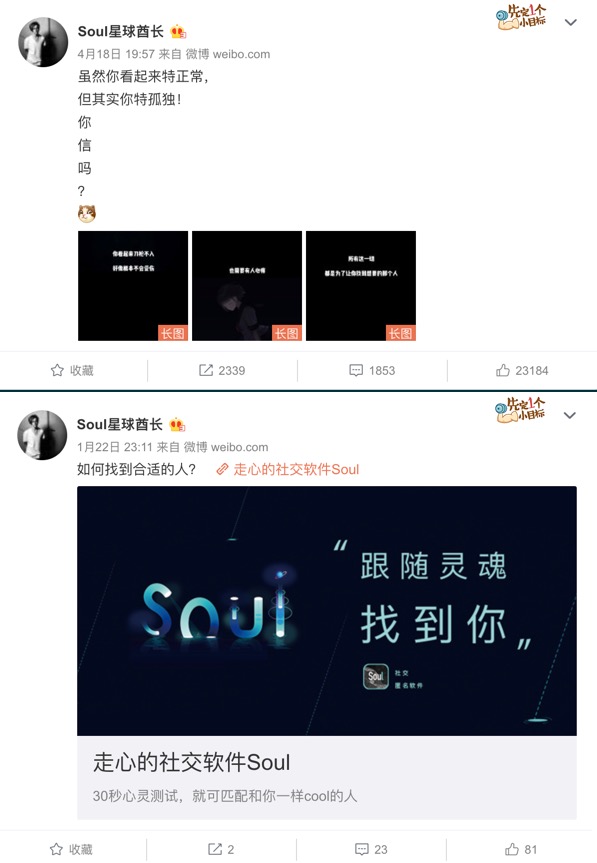 先定1个
小目标
Soul星球酋长
4月18日 19:57 来自 微博 weibo.com
虽然你看起来特正常，
但其实你特孤独！
你
信
吗
？
你看起来刀枪不入
好像根本不会受伤
也需要有人心疼
所有这一切
都是为了让你找到想要的那个人
长图
长图
长图
收藏
2339
1853
23184
先定1个
小目标
Soul星球酋长
1月22日 23:11 来自 微博 weibo.com
如何找到合适的人？ 走心的社交软件Soul
Soul
“跟随灵魂
找到你”
Soul
社交
匿名软件
走心的社交软件Soul
30秒心灵测试，就可匹配和你一样cool的人
收藏
2
23
81